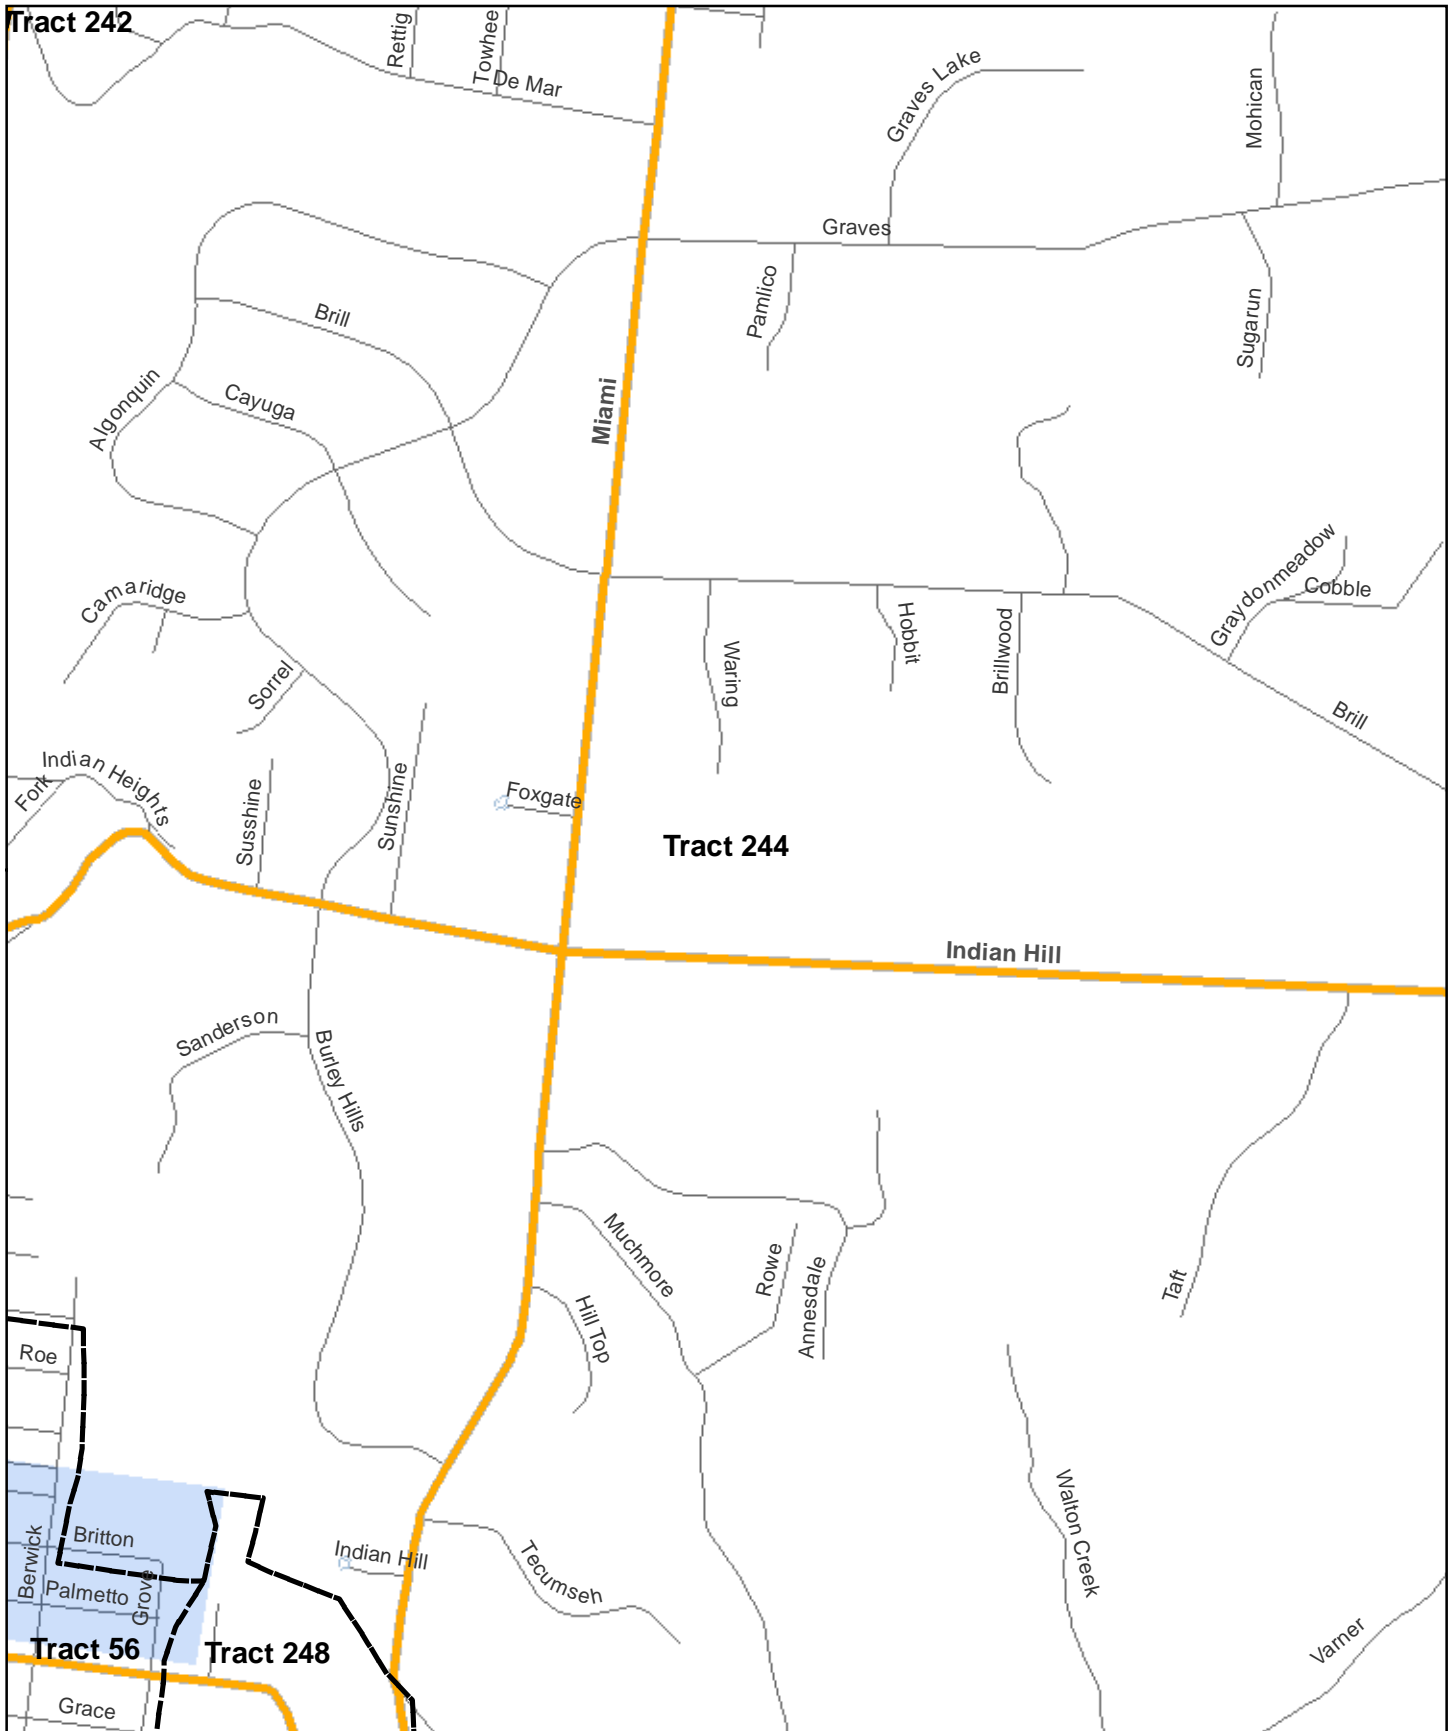 Tract 242
Rettig
Towhee
De Mar
Graves Lake
Mohican
Graves
Pamlico
Sugarun
Brill
Miami
Algonquin
Cayuga
Graydonmeadow
Cobble
Camaridge
Hobbit
Brillwood
Waring
Sorrel
Brill
Indian Heights
Fork
Susshine
Sunshine
Foxgate
Tract 244
Indian Hill
Sanderson
Burley Hills
Muchmore
Rowe
Annesdale
Taft
Hill Top
Roe
Walton Creek
Britton
Berwick
Palmetto
Grove
Indian Hill
Tecumseh
Varner
Tract 56
Tract 248
Grace